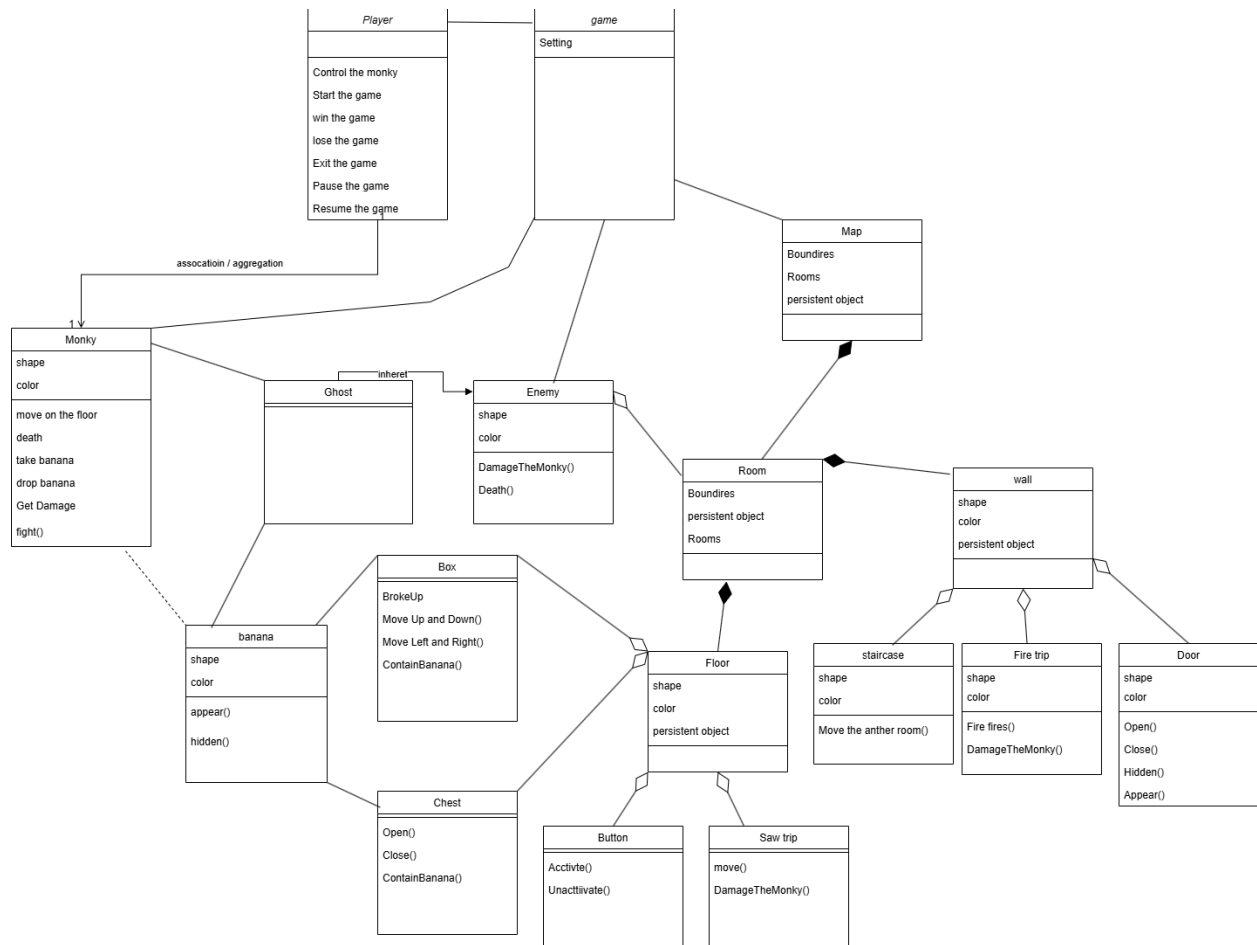 Player
Control the monky
Start the game
win the game
lose the game
Exit the game
Pause the game
Resume the game
1
game
Setting
assocatioin / aggregation
1
Map
Boundires
Rooms
persistent object
Monky
shape
color
move on the floor
death
take banana
drop banana
Get Damage
fight()
Ghost
inheret
Enemy
shape
color
DamageTheMonky()
Death()
Room
Boundires
persistent object
Rooms
wall
shape
color
persistent object
Box
BrokeUp
Move Up and Down()
Move Left and Right()
ContainBanana()
banana
shape
color
appear()
hidden()
Floor
shape
color
persistent object
staircase
shape
color
Move the anther room()
Fire trip
shape
color
Fire fires()
DamageTheMonky()
Door
shape
color
Open()
Close()
Hidden()
Appear()
Chest
Open()
Close()
ContainBanana()
Button
Acctivte()
Unacttiivate()
Saw trip
move()
DamageTheMonky()